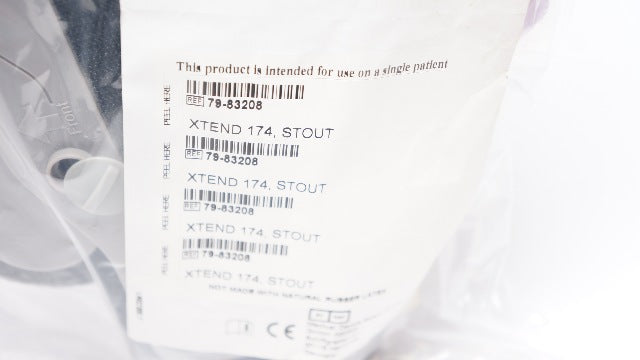 This product is intended for use on a single patient
PEEL HERE
REF 79-83208
XTEND 174, STOUT
PEEL HERE
REF 79-83208
XTEND 174, STOUT
PEEL HERE
REF 79-83208
XTEND 174, STOUT
PEEL HERE
REF 79-83208
XTEND 174, STOUT
NOT MADE WITH NATURAL RUBBER LATEX
CE
Front